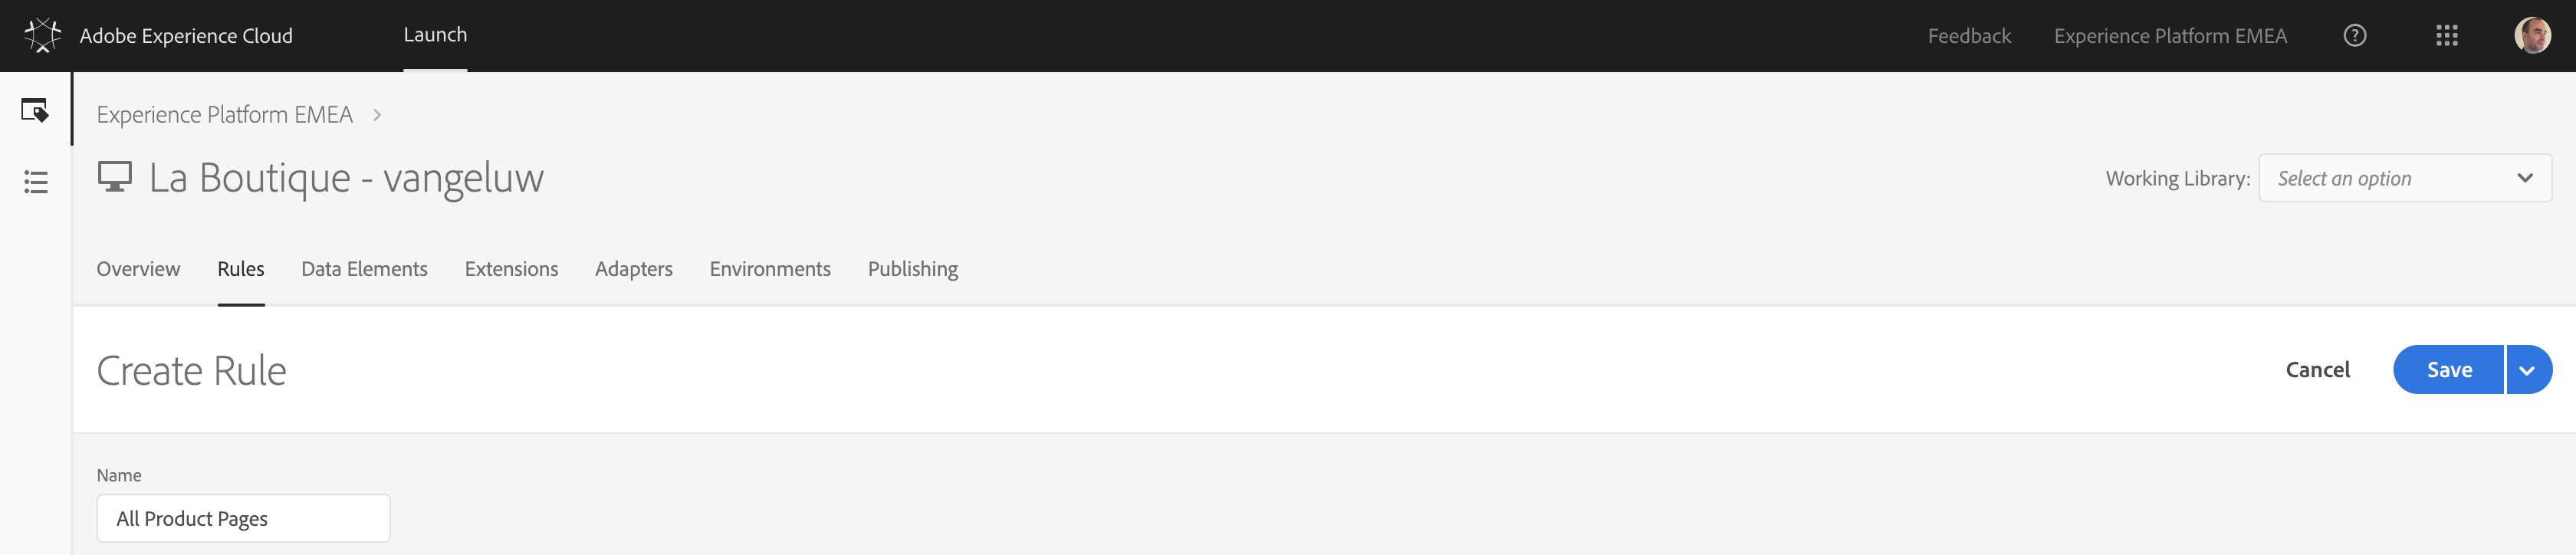 Adobe Experience Cloud Launch Feedback Experience Platform EMEA
Experience Platform EMEA
La Boutique - vangeluw Working Library: Select an option
Overview Rules Data Elements Extensions Adapters Environments Publishing
Create Rule Cancel Save
Name
All Product Pages